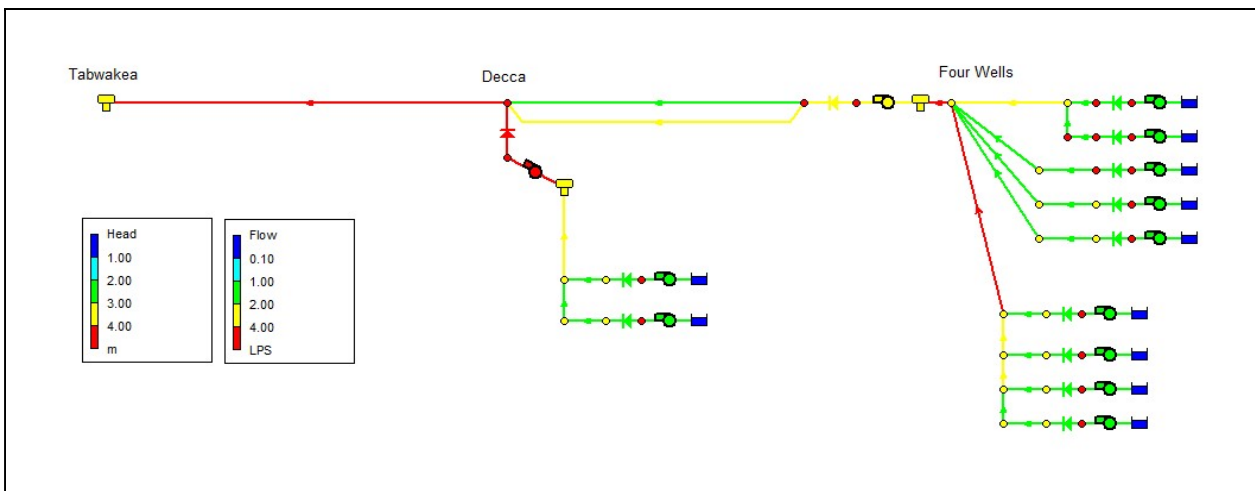 Tabwakea
Decca
Four Wells
Head
1.00
2.00
3.00
4.00
m
Flow
0.10
1.00
2.00
4.00
LPS